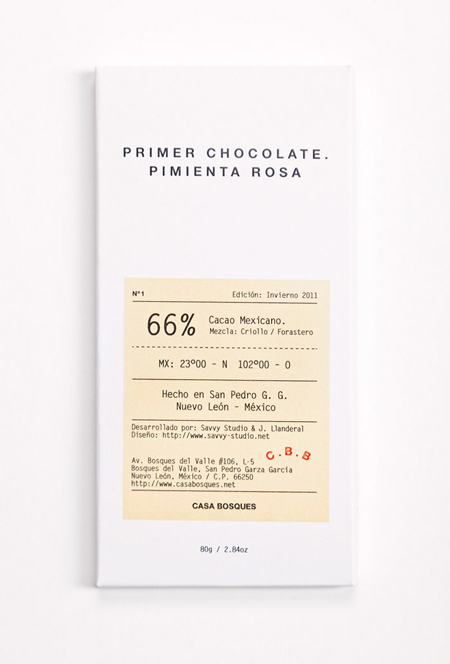 PRIMER CHOCOLATE.
PIMIENTA ROSA
Nº1 Edición: Invierno 2011
66% Cacao Mexicano.
Mezcla: Criollo / Forastero
MX: 23º00 - N 102º00 - O
Hecho en San Pedro G. G.
Nuevo León - México
Desarrollado por: Savvy Studio & J. Llanderal
Diseño: http://www.savvy-studio.net
C.B.B
Av. Bosques del Valle #106, L-5
Bosques del Valle, San Pedro Garza García
Nuevo León, México / C.P. 66250
http://www.casabosques.net
CASA BOSQUES
80g / 2.84oz